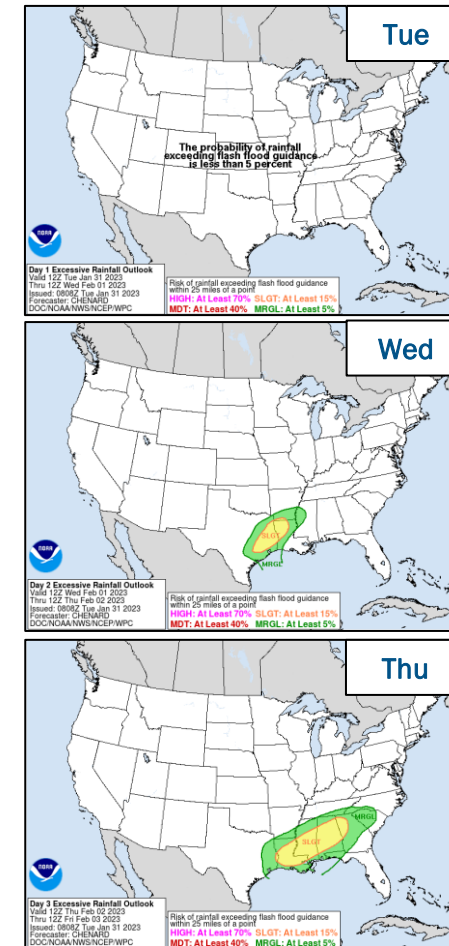 Tue
The probability of rainfall
exceeding flash flood guidance
is less than 5 percent
NOAA
Day 1 Excessive Rainfall Outlook
Valid 12Z Tue Jan 31 2023
Thru 12Z Wed Feb 01 2023
Issued: 0808Z Tue Jan 31 2023
Forecaster: CHENARD
DOC/NOAA/NWS/NCEP/WPC
Risk of rainfall exceeding flash flood guidance
within 25 miles of a point
HIGH: At Least 70% SLGT: At Least 15%
MDT: At Least 40% MRGL: At Least 5%
Wed
SLGT
MRGL
NOAA
Day 2 Excessive Rainfall Outlook
Valid 12Z Wed Feb 01 2023
Thru 12Z Thu Feb 02 2023
Issued: 0808Z Tue Jan 31 2023
Forecaster: CHENARD
DOC/NOAA/NWS/NCEP/WPC
Risk of rainfall exceeding flash flood guidance
within 25 miles of a point
HIGH: At Least 70% SLGT: At Least 15%
MDT: At Least 40% MRGL: At Least 5%
Thu
MRGL
SLGT
NOAA
Day 3 Excessive Rainfall Outlook
Valid 12Z Thu Feb 02 2023
Thru 12Z Fri Feb 03 2023
Issued: 0808Z Tue Jan 31 2023
Forecaster: CHENARD
DOC/NOAA/NWS/NCEP/WPC
Risk of rainfall exceeding flash flood guidance
within 25 miles of a point
HIGH: At Least 70% SLGT: At Least 15%
MDT: At Least 40% MRGL: At Least 5%